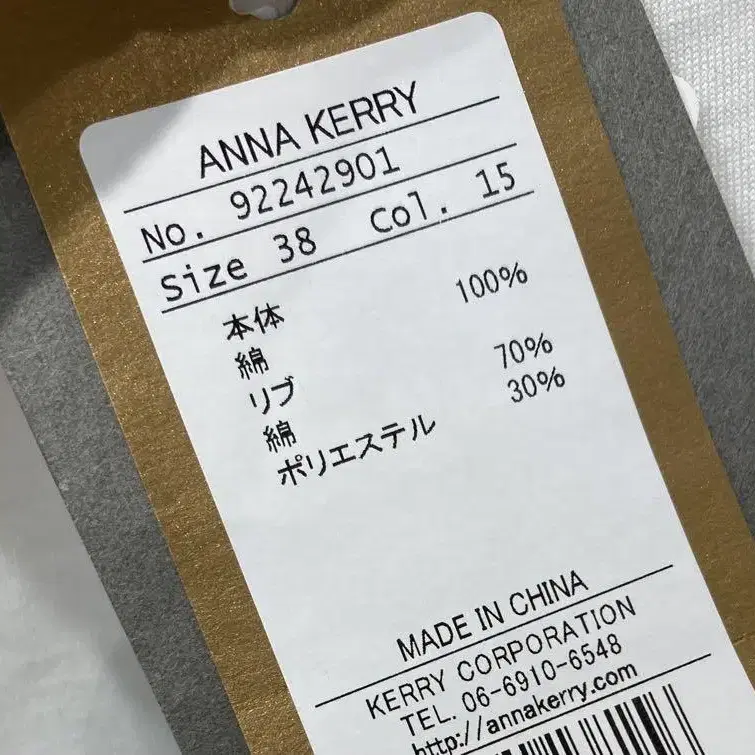 ANNA KERRY
No. 92242901
Size 38 Col. 15
本体
綿 100%
リブ
綿 70%
ポリエステル 30%
MADE IN CHINA
KERRY CORPORATION
TEL. 06-6910-6548
http://annakerry.com